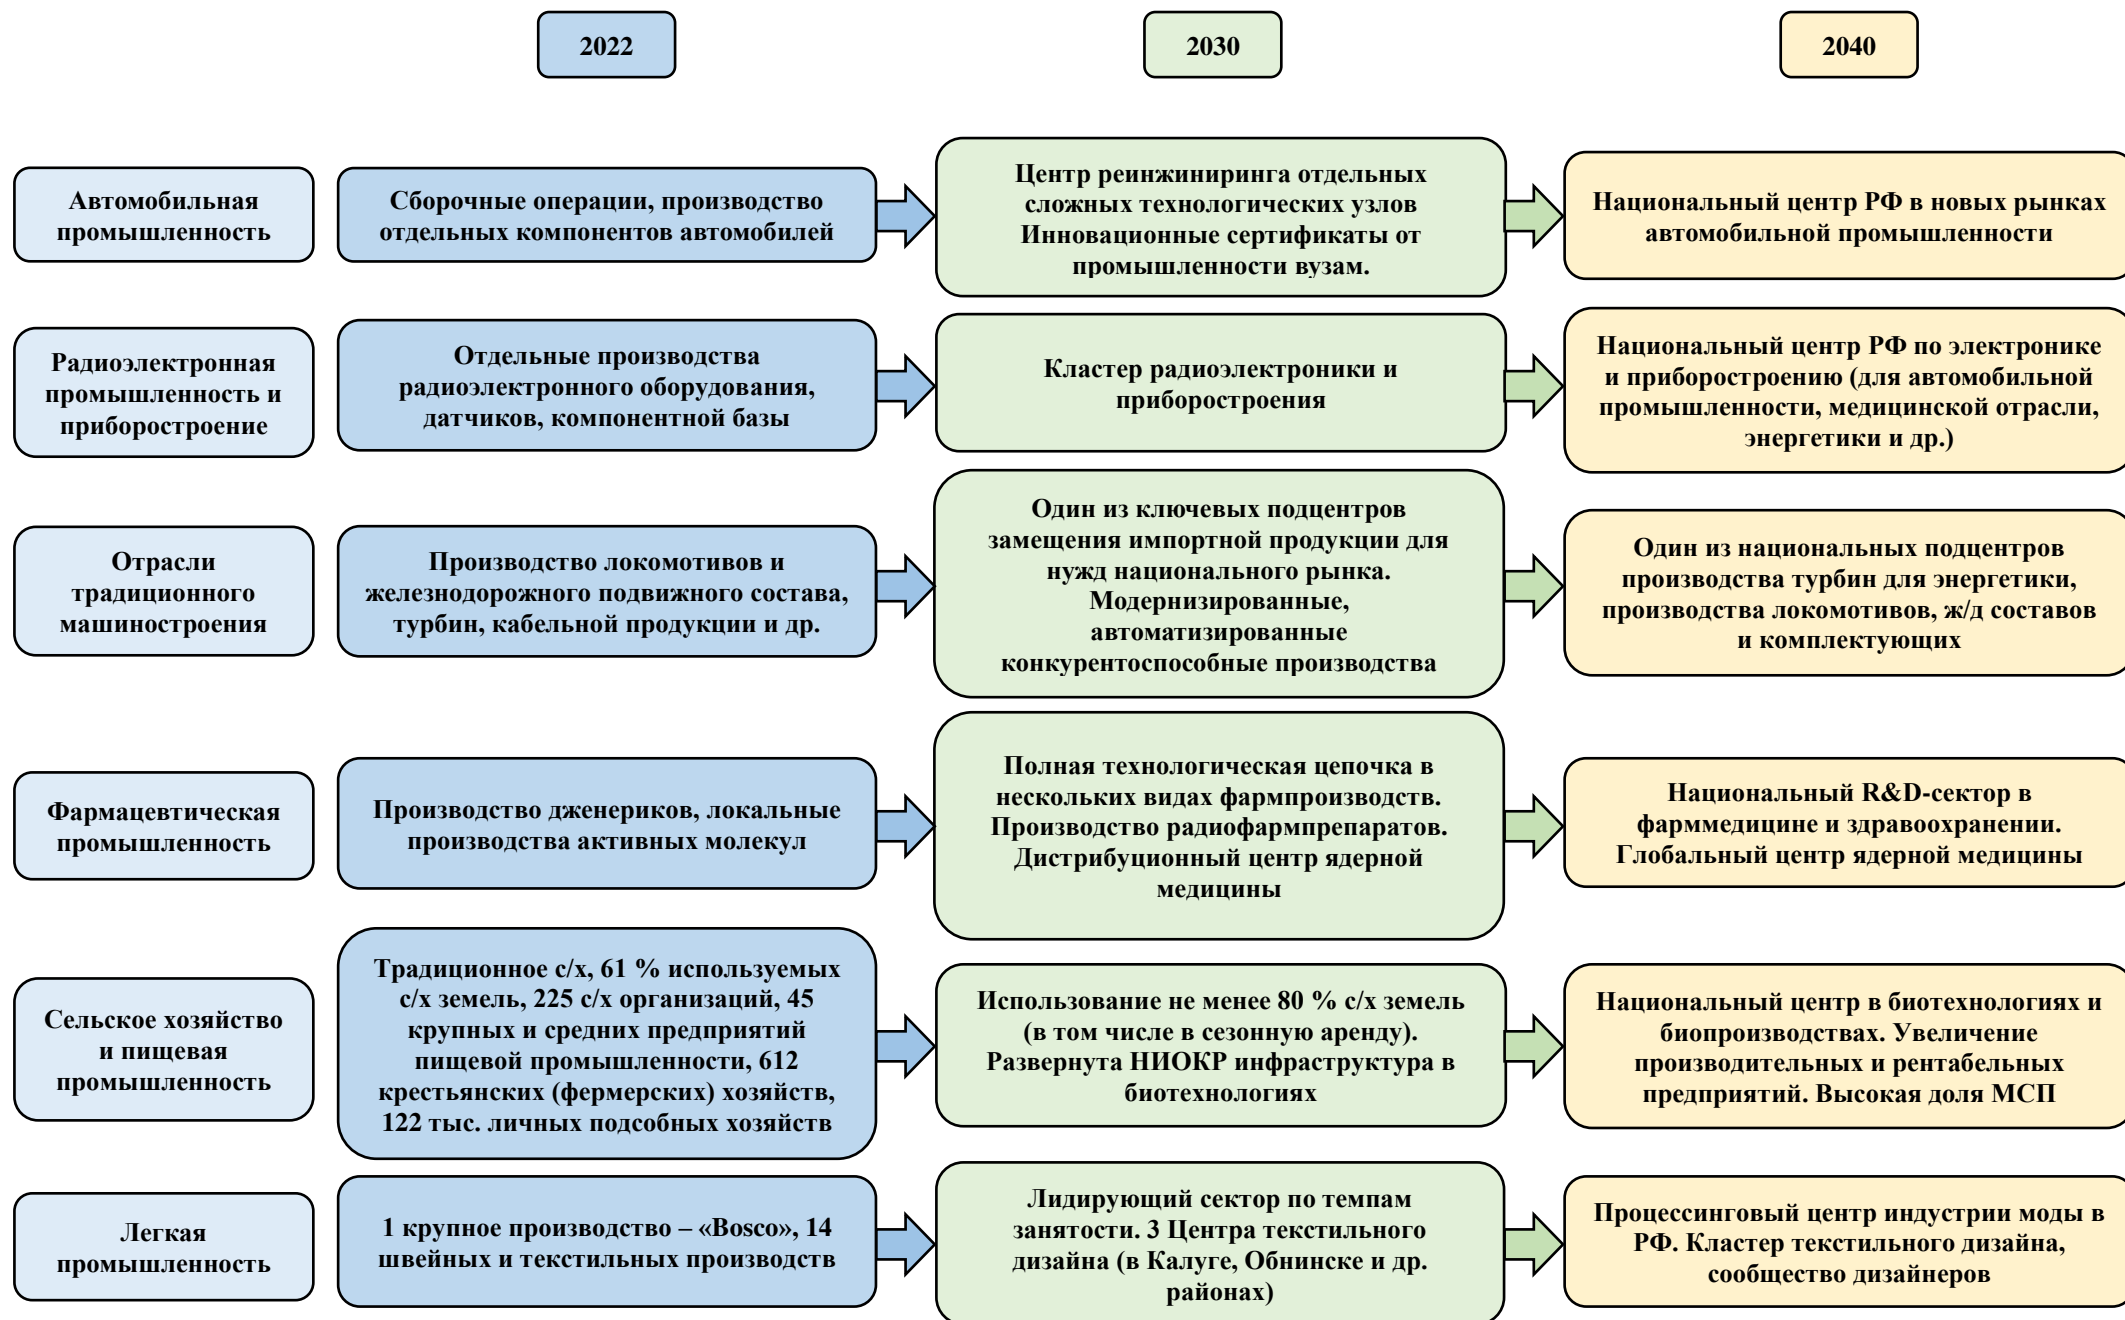 2022
2030
2040
Автомобильная
промышленность
Сборочные операции, производство
отдельных компонентов автомобилей
Центр реинжиниринга отдельных
сложных технологических узлов
Инновационные сертификаты от
промышленности вузам.
Национальный центр РФ в новых рынках
автомобильной промышленности
Радиоэлектронная
промышленность и
приборостроение
Отдельные производства
радиоэлектронного оборудования,
датчиков, компонентной базы
Кластер радиоэлектроники и
приборостроения
Национальный центр РФ по электронике
и приборостроению (для автомобильной
промышленности, медицинской отрасли,
энергетики и др.)
Отрасли
традиционного
машиностроения
Производство локомотивов и
железнодорожного подвижного состава,
турбин, кабельной продукции и др.
Один из ключевых подцентров
замещения импортной продукции для
нужд национального рынка.
Модернизированные,
автоматизированные
конкурентоспособные производства
Один из национальных подцентров
производства турбин для энергетики,
производства локомотивов, ж/д составов
и комплектующих
Фармацевтическая
промышленность
Производство дженериков, локальные
производства активных молекул
Полная технологическая цепочка в
нескольких видах фармпроизводств.
Производство радиофармпрепаратов.
Дистрибуционный центр ядерной
медицины
Национальный R&D-сектор в
фарммедицине и здравоохранении.
Глобальный центр ядерной медицины
Сельское хозяйство
и пищевая
промышленность
Традиционное с/х, 61 % используемых
с/х земель, 225 с/х организаций, 45
крупных и средних предприятий
пищевой промышленности, 612
крестьянских (фермерских) хозяйств,
122 тыс. личных подсобных хозяйств
Использование не менее 80 % с/х земель
(в том числе в сезонную аренду).
Развернута НИОКР инфраструктура в
биотехнологиях
Национальный центр в биотехнологиях и
биопроизводствах. Увеличение
производительных и рентабельных
предприятий. Высокая доля МСП
Легкая
промышленность
1 крупное производство – «Bosco», 14
швейных и текстильных производств
Лидирующий сектор по темпам
занятости. 3 Центра текстильного
дизайна (в Калуге, Обнинске и др.
районах)
Процессинговый центр индустрии моды в
РФ. Кластер текстильного дизайна,
сообщество дизайнеров